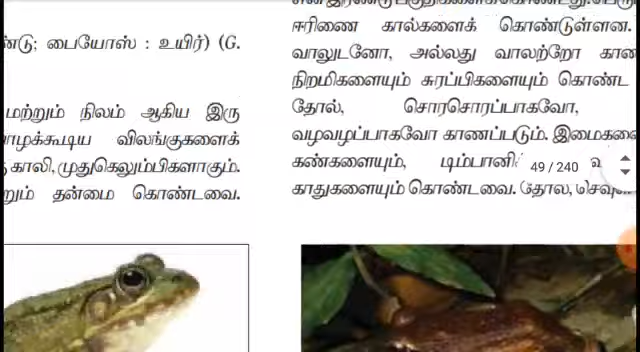 ண்டு; பையோஸ் : உயிர்) (G.
மற்றும் நிலம் ஆகிய இரு
வாழக்கூடிய விலங்குகளைக்
காலி, முதுகெலும்பிகளாகும்.
றும் தன்மை கொண்டவை.
ஈரிணை கால்களைக் கொண்டுள்ளன.
வாலுடனோ, அல்லது வாலற்றோ காண
நிறமிகளையும் சுரப்பிகளையும் கொண்ட
தோல், சொரசொரப்பாகவோ,
வழவழப்பாகவோ காணப்படும். இமைகளை
கண்களையும், டிம்பானி
காதுகளையும் கொண்டவை. தோல், செவுள்
49 / 240